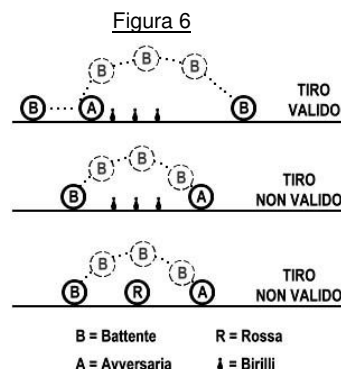 Figura 6
B B B
B A B TIRO
VALIDO
B B B
B A TIRO
NON VALIDO
B B B
B R A TIRO
NON VALIDO
B = Battente R = Rossa
A = Avversaria = Birilli